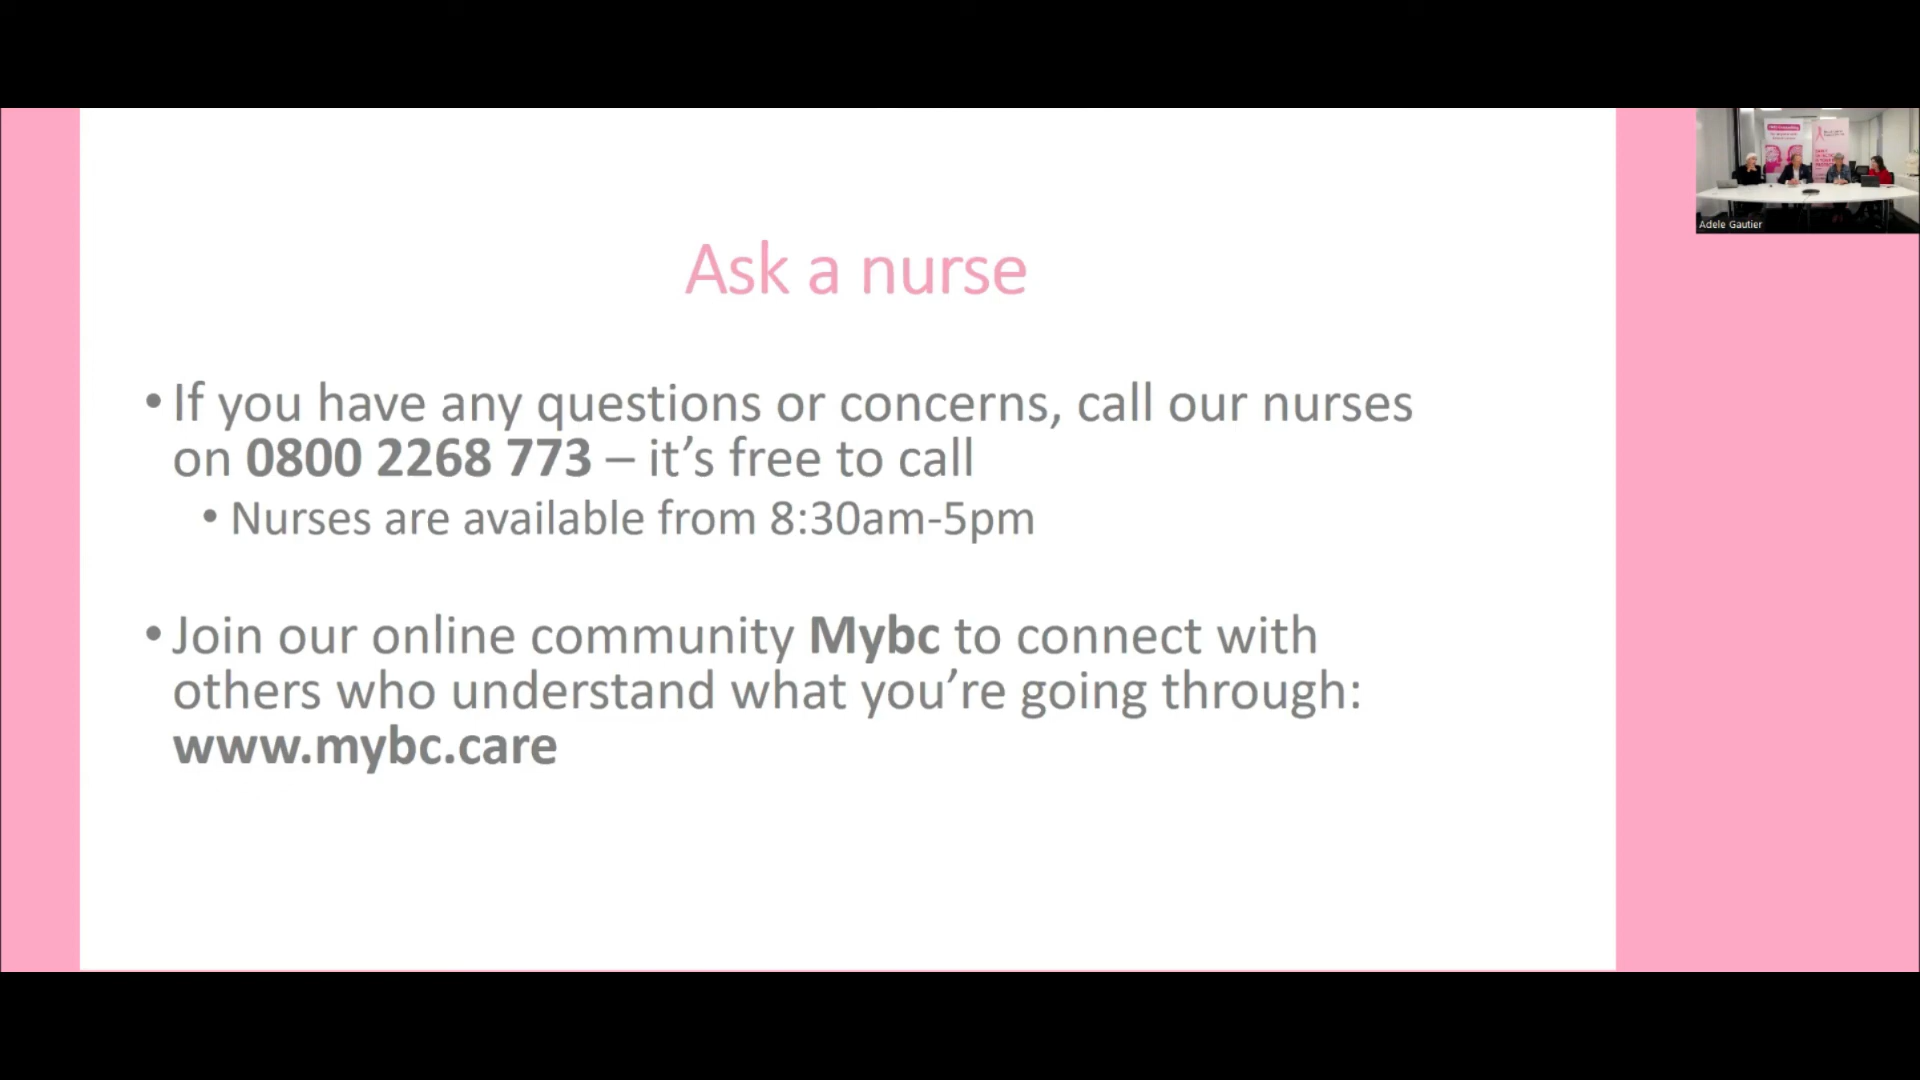 Ask a nurse
• If you have any questions or concerns, call our nurses
on 0800 2268 773 – it’s free to call
• Nurses are available from 8:30am-5pm
• Join our online community Mybc to connect with
others who understand what you’re going through:
www.mybc.care
Adele Gautier